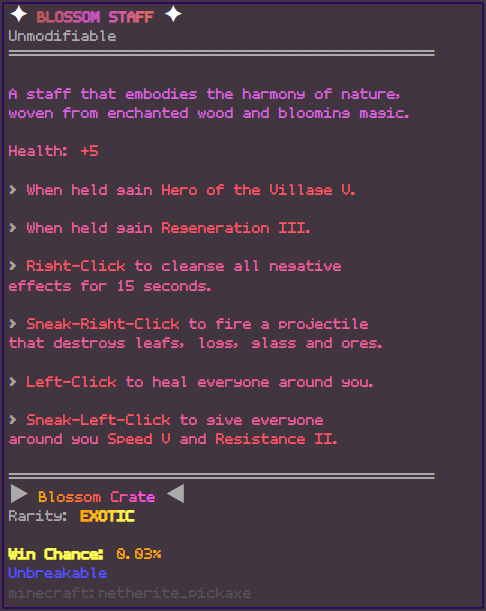 ✦ BLOSSOM STAFF ✦
Unmodifiable
A staff that embodies the harmony of nature,
woven from enchanted wood and blooming magic.
Health: +5
> When held gain Hero of the Village V.
> When held gain Regeneration III.
> Right-Click to cleanse all negative
effects for 15 seconds.
> Sneak-Right-Click to fire a projectile
that destroys leafs, logs, glass and ores.
> Left-Click to heal everyone around you.
> Sneak-Left-Click to give everyone
around you Speed V and Resistance II.
▶ Blossom Crate ◀
Rarity: EXOTIC
Win Chance: 0.03%
Unbreakable
minecraft:netherite_pickaxe